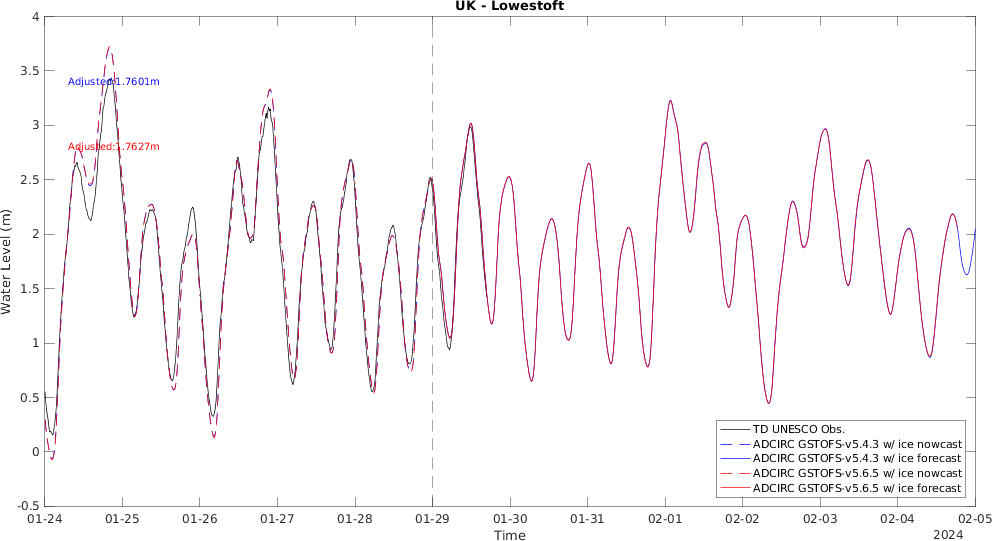 UK - Lowestoft
4
3.5
3
2.5
2
1.5
1
0.5
0
-0.5
Water Level (m)
Adjusted:1.7601m
Adjusted:1.7627m
TD UNESCO Obs.
ADCIRC GSTOFS-v5.4.3 w/ ice nowcast
ADCIRC GSTOFS-v5.4.3 w/ ice forecast
ADCIRC GSTOFS-v5.6.5 w/ ice nowcast
ADCIRC GSTOFS-v5.6.5 w/ ice forecast
01-24 01-25 01-26 01-27 01-28 01-29 01-30 01-31 02-01 02-02 02-03 02-04 02-05
Time
2024